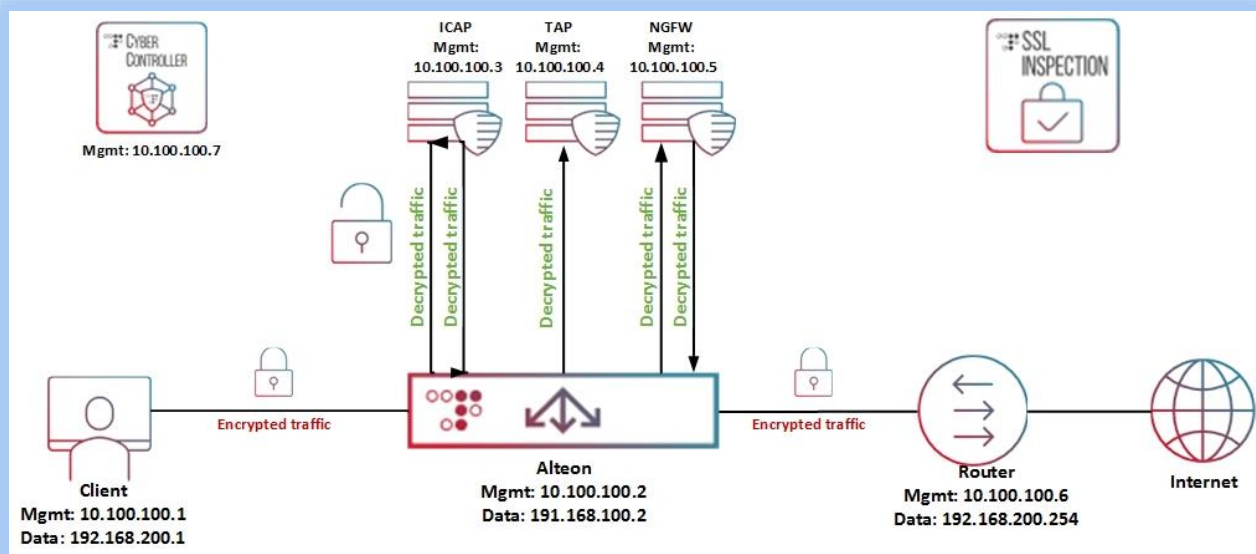 CYBER
CONTROLLER
Mgmt: 10.100.100.7
ICAP
Mgmt:
10.100.100.3
TAP
Mgmt:
10.100.100.4
NGFW
Mgmt:
10.100.100.5
SSL
INSPECTION
Decrypted traffic
Decrypted traffic
Decrypted traffic
Decrypted traffic
Decrypted traffic
Encrypted traffic
Encrypted traffic
Client
Mgmt: 10.100.100.1
Data: 192.168.200.1
Alteon
Mgmt: 10.100.100.2
Data: 191.168.100.2
Router
Mgmt: 10.100.100.6
Data: 192.168.200.254
Internet